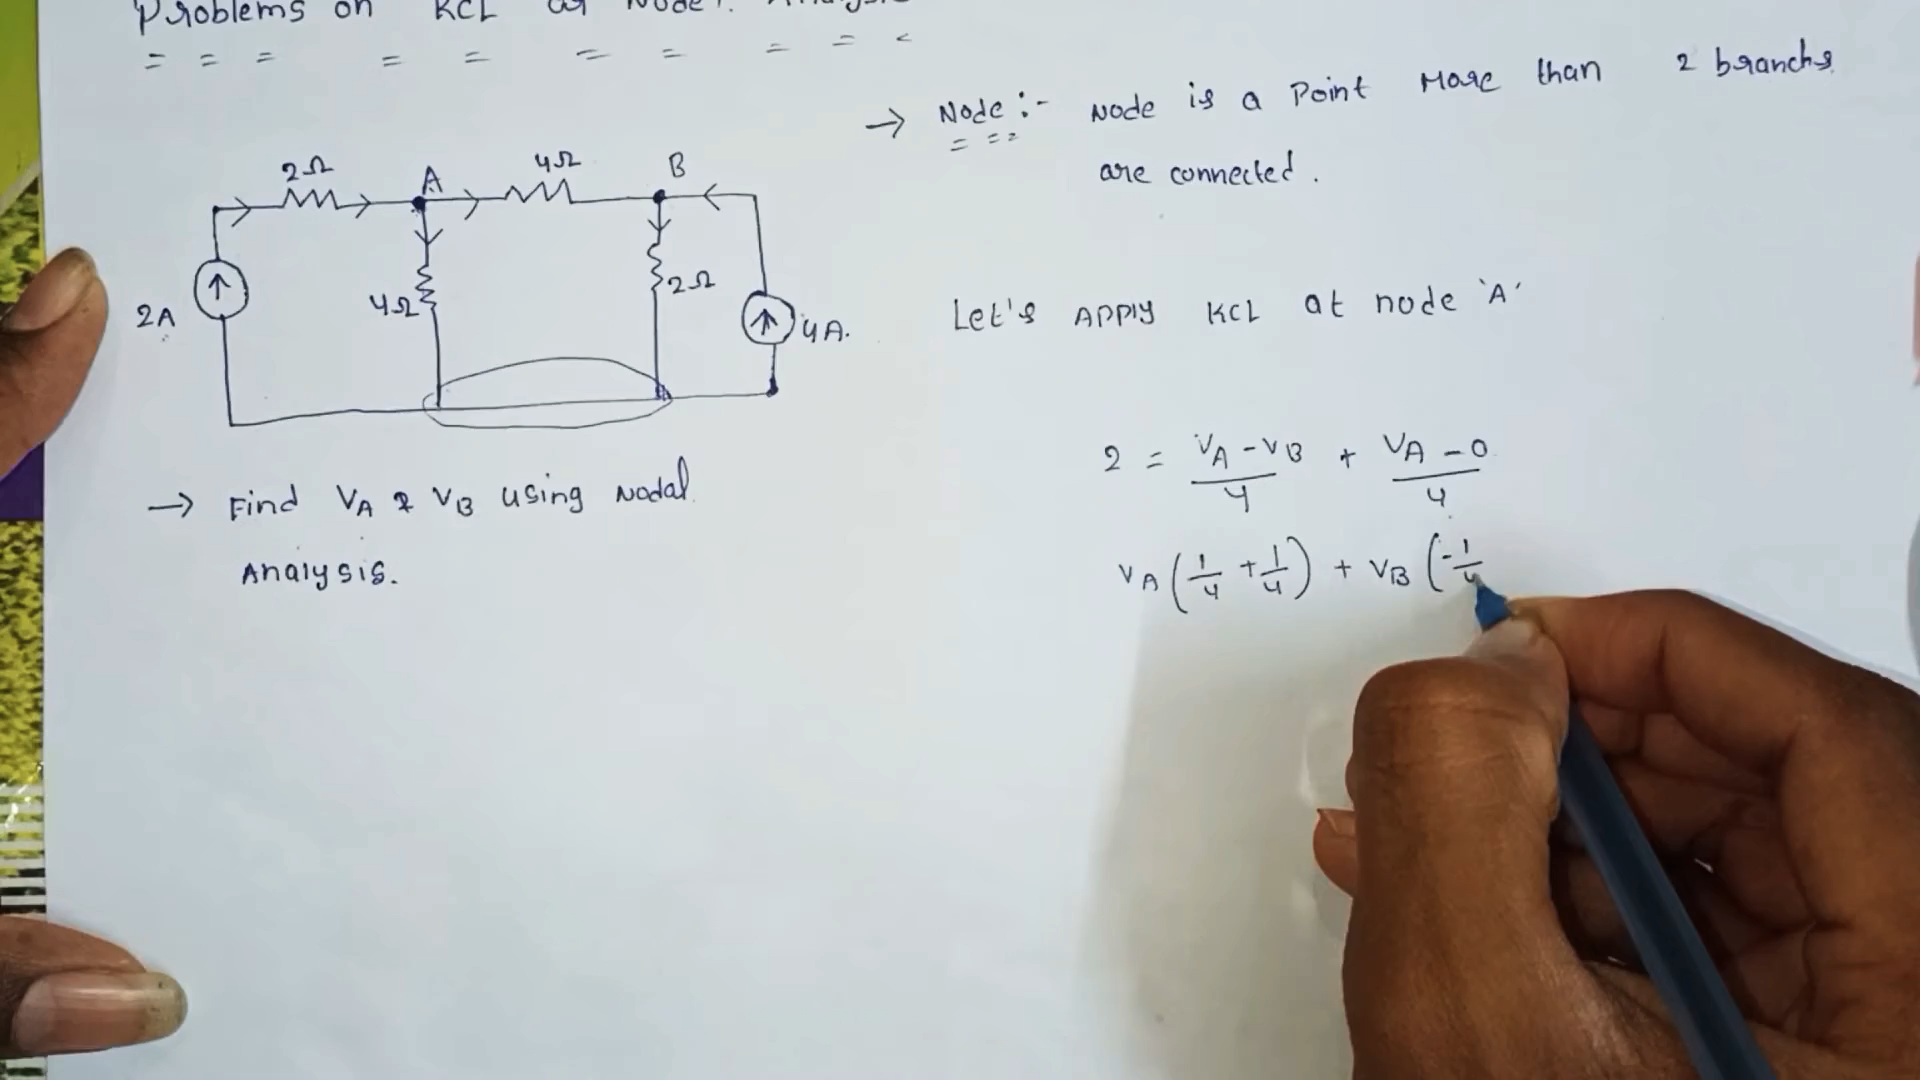 Problems on KCL
→ Node :- Node is a point More than 2 branchs
are connected.
2Ω A 4Ω B
2A 4Ω 2Ω 4A.
Let's APPly KCL at node 'A'
2 = VA - VB / 4 + VA - 0 / 4
→ Find VA & VB using Nodal
Analysis.
VA (1/4 + 1/4) + VB (-1/4